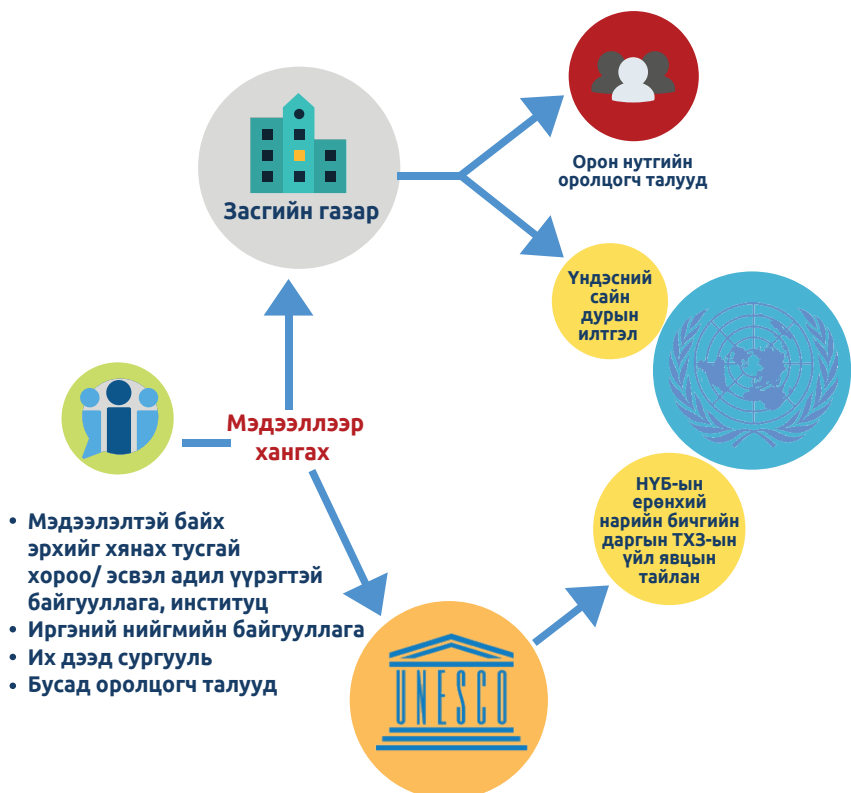 Орон нутгийн
оролцогч талууд
Засгийн газар
Үндэсний
сайн
дурын
илтгэл
Мэдээллээр
хангах
НҮБ-ын
ерөнхий
нарийн бичгийн
даргын ТХЗ-ын
үйл явцын
тайлан
• Мэдээлэлтэй байх
эрхийг хянах тусгай
хороо/ эсвэл адил үүрэгтэй
байгууллага, институц
• Иргэний нийгмийн байгууллага
• Их дээд сургууль
• Бусад оролцогч талууд
UNESCO